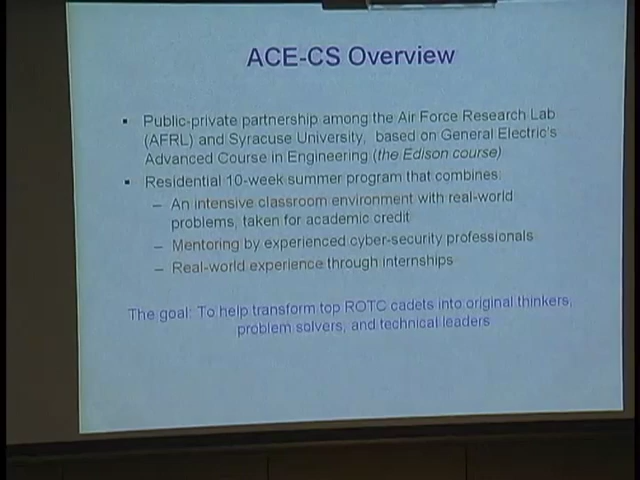 ACE-CS Overview
▪ Public-private partnership among the Air Force Research Lab
(AFRL) and Syracuse University, based on General Electric's
Advanced Course in Engineering (the Edison course)
▪ Residential 10-week summer program that combines:
– An intensive classroom environment with real-world
problems, taken for academic credit
– Mentoring by experienced cyber-security professionals
– Real-world experience through internships
The goal: To help transform top ROTC cadets into original thinkers,
problem solvers, and technical leaders